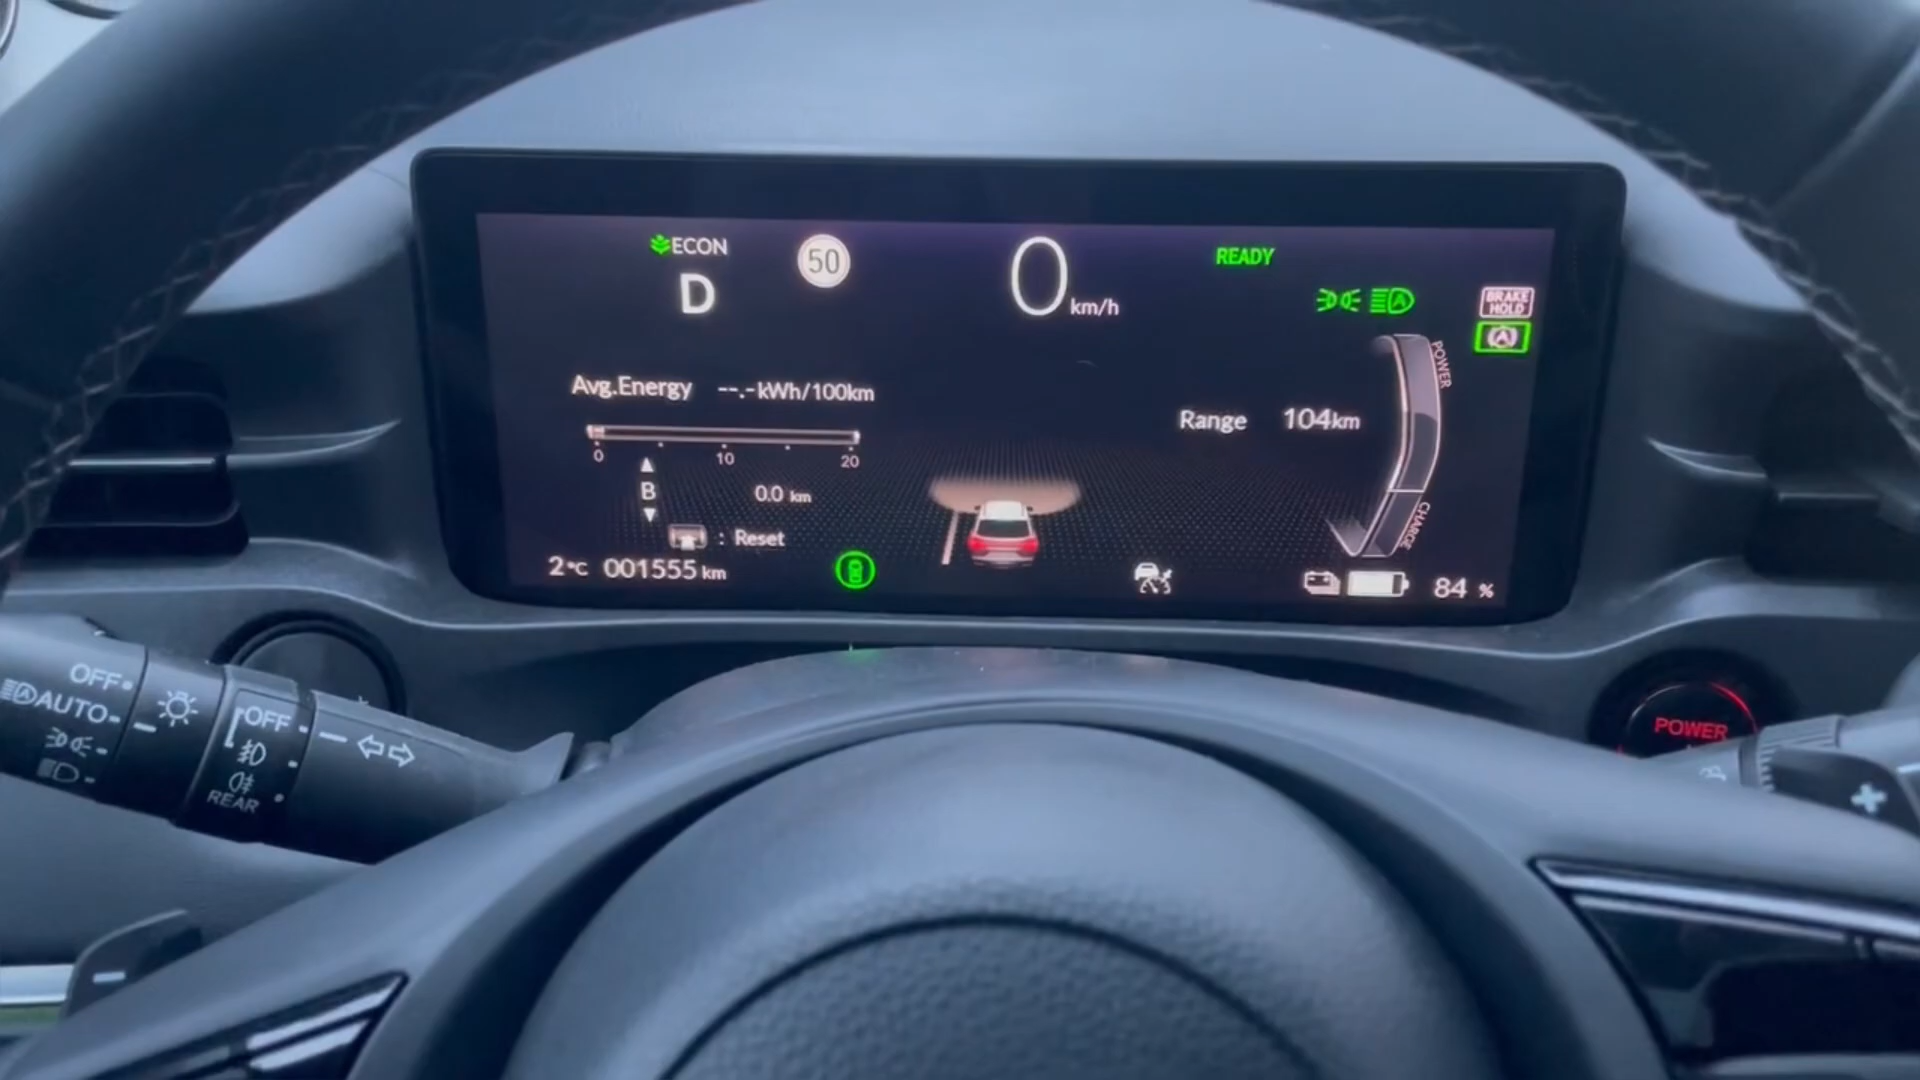 ECON
D
50
0 km/h
READY
A
BRAKE HOLD
A
POWER
Avg.Energy --.-kWh/100km
0 10 20
B 0.0 km
: Reset
Range 104km
CHARGE
2°C 001555 km
84 %
OFF
A AUTO
OFF
REAR
POWER